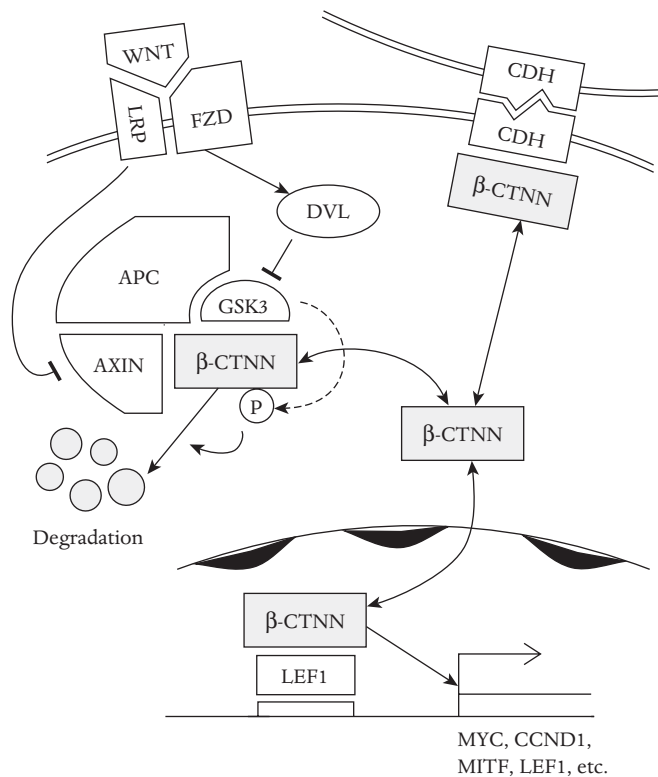 WNT
LRP
FZD
CDH
CDH
β-CTNN
DVL
APC
GSK3
AXIN
β-CTNN
P
β-CTNN
Degradation
β-CTNN
LEF1
MYC, CCND1,
MITF, LEF1, etc.